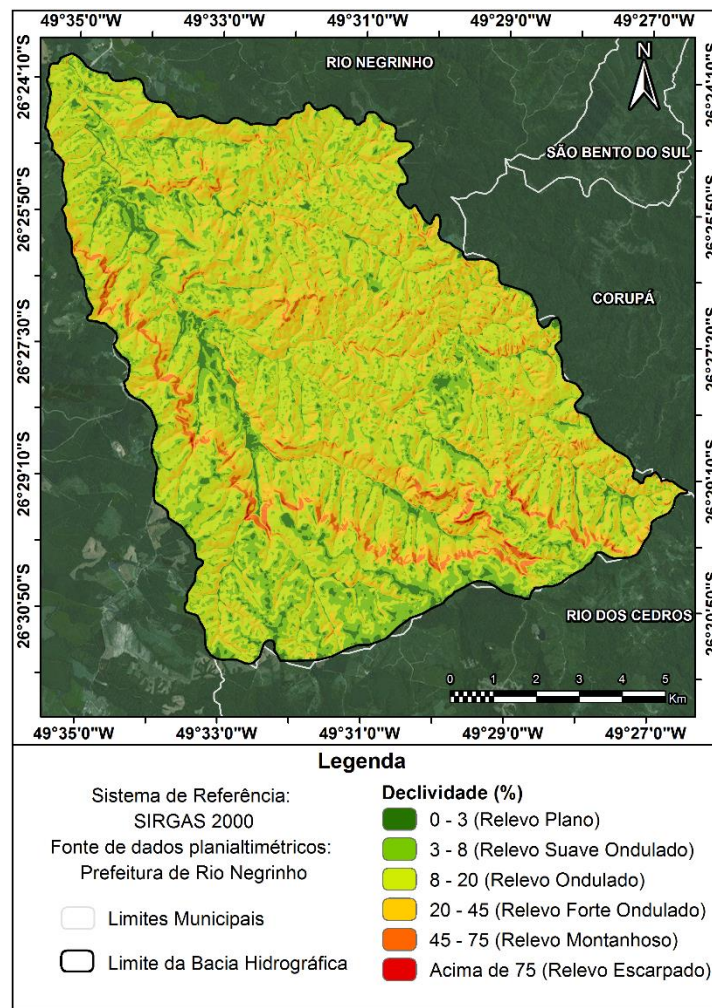 49°35'0"W 49°33'0"W 49°31'0"W 49°29'0"W 49°27'0"W
RIO NEGRINHO
N
SÃO BENTO DO SUL
CORUPÁ
RIO DOS CEDROS
26°24'10"S
26°25'50"S
26°27'30"S
26°29'10"S
26°30'50"S
26°24'10"S
26°25'50"S
26°27'30"S
26°29'10"S
26°30'50"S
0 1 2 3 4 5
Km
49°35'0"W 49°33'0"W 49°31'0"W 49°29'0"W 49°27'0"W
Legenda
Sistema de Referência:
SIRGAS 2000
Fonte de dados planialtimétricos:
Prefeitura de Rio Negrinho
Limites Municipais
Limite da Bacia Hidrográfica
Declividade (%)
0 - 3 (Relevo Plano)
3 - 8 (Relevo Suave Ondulado)
8 - 20 (Relevo Ondulado)
20 - 45 (Relevo Forte Ondulado)
45 - 75 (Relevo Montanhoso)
Acima de 75 (Relevo Escarpado)